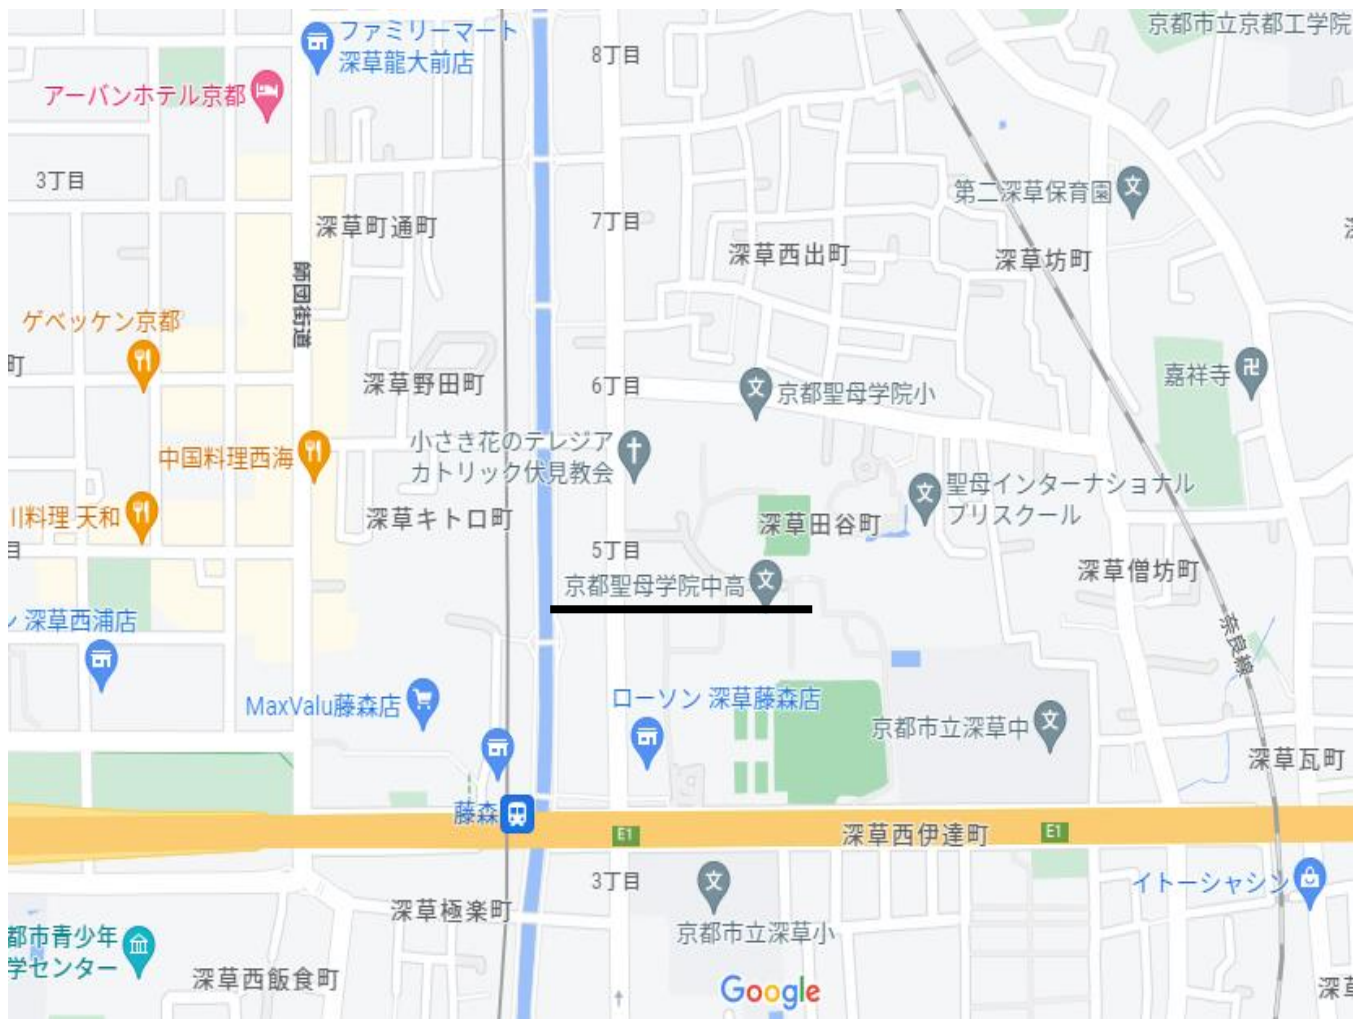 京都市立京都工学院
ファミリーマート
深草龍大前店
8丁目
アーバンホテル京都
3丁目
第二深草保育園
深草町通町
7丁目
深草西出町
深草坊町
師団街道
ゲベッケン京都
町
深草野田町
6丁目
京都聖母学院小
嘉祥寺
中国料理西海
小さき花のテレジア
カトリック伏見教会
聖母インターナショナル
プリスクール
川料理 天和
深草キトロ町
深草田谷町
目
5丁目
京都聖母学院中高
深草僧坊町
深草西浦店
奈良線
MaxValu藤森店
ローソン 深草藤森店
京都市立深草中
深草瓦町
藤森
E1
深草西伊達町
E1
3丁目
イトーシャシン
深草極楽町
京都市立深草小
都市青少年
学センター
深草西飯食町
Google
深草